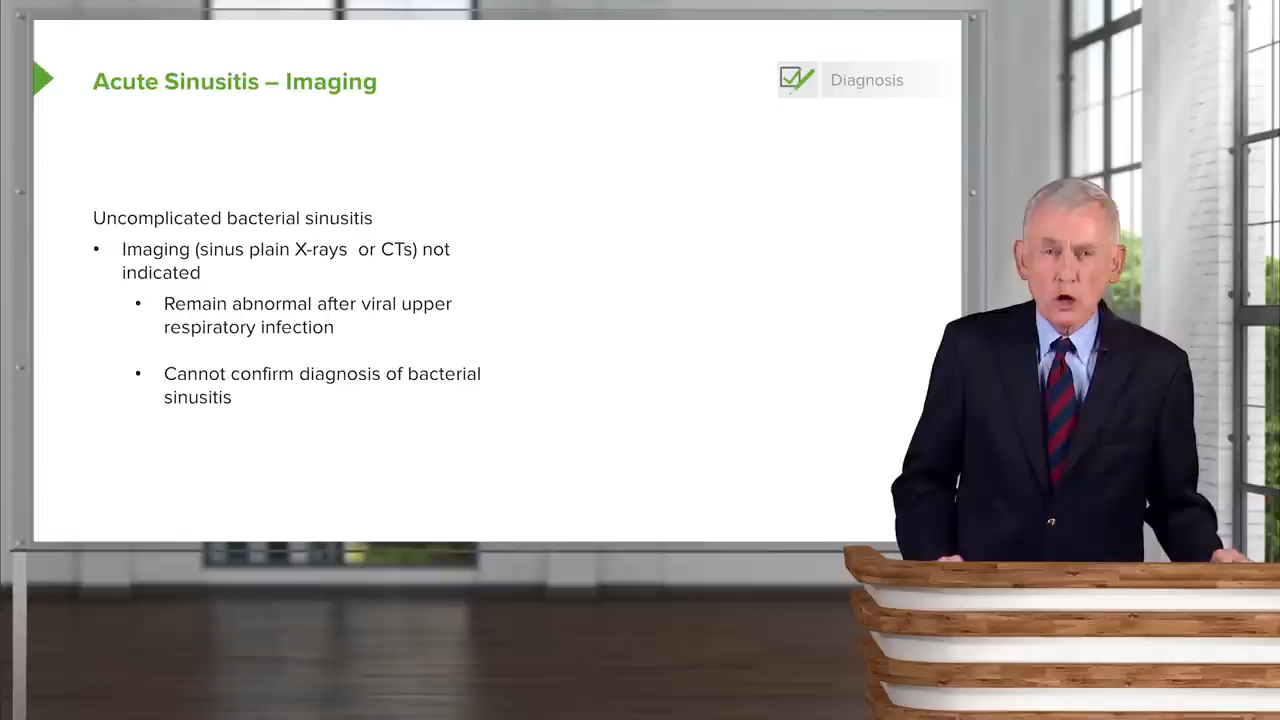 Acute Sinusitis – Imaging
Diagnosis
Uncomplicated bacterial sinusitis
• Imaging (sinus plain X-rays or CTs) not
indicated
• Remain abnormal after viral upper
respiratory infection
• Cannot confirm diagnosis of bacterial
sinusitis